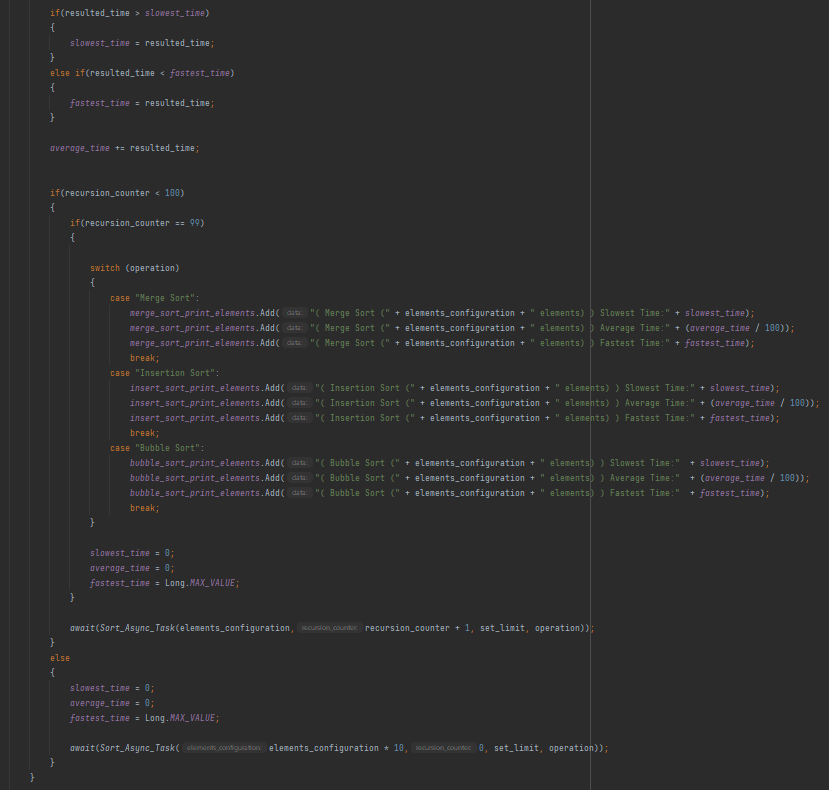 if(resulted_time > slowest_time)
{
slowest_time = resulted_time;
}
else if(resulted_time < fastest_time)
{
fastest_time = resulted_time;
}
average_time += resulted_time;
if(recursion_counter < 100)
{
if(recursion_counter == 99)
{
switch (operation)
{
case "Merge Sort":
merge_sort_print_elements.Add( data: "( Merge Sort (" + elements_configuration + " elements) ) Slowest Time:" + slowest_time);
merge_sort_print_elements.Add( data: "( Merge Sort (" + elements_configuration + " elements) ) Average Time:" + (average_time / 100));
merge_sort_print_elements.Add( data: "( Merge Sort (" + elements_configuration + " elements) ) Fastest Time:" + fastest_time);
break;
case "Insertion Sort":
insert_sort_print_elements.Add( data: "( Insertion Sort (" + elements_configuration + " elements) ) Slowest Time:" + slowest_time);
insert_sort_print_elements.Add( data: "( Insertion Sort (" + elements_configuration + " elements) ) Average Time:" + (average_time / 100));
insert_sort_print_elements.Add( data: "( Insertion Sort (" + elements_configuration + " elements) ) Fastest Time:" + fastest_time);
break;
case "Bubble Sort":
bubble_sort_print_elements.Add( data: "( Bubble Sort (" + elements_configuration + " elements) ) Slowest Time:" + slowest_time);
bubble_sort_print_elements.Add( data: "( Bubble Sort (" + elements_configuration + " elements) ) Average Time:" + (average_time / 100));
bubble_sort_print_elements.Add( data: "( Bubble Sort (" + elements_configuration + " elements) ) Fastest Time:" + fastest_time);
break;
}
slowest_time = 0;
average_time = 0;
fastest_time = Long.MAX_VALUE;
}
await(Sort_Async_Task(elements_configuration, recursion_counter: recursion_counter + 1, set_limit, operation));
}
else
{
slowest_time = 0;
average_time = 0;
fastest_time = Long.MAX_VALUE;
await(Sort_Async_Task( elements_configuration: elements_configuration * 10, recursion_counter: 0, set_limit, operation));
}
}